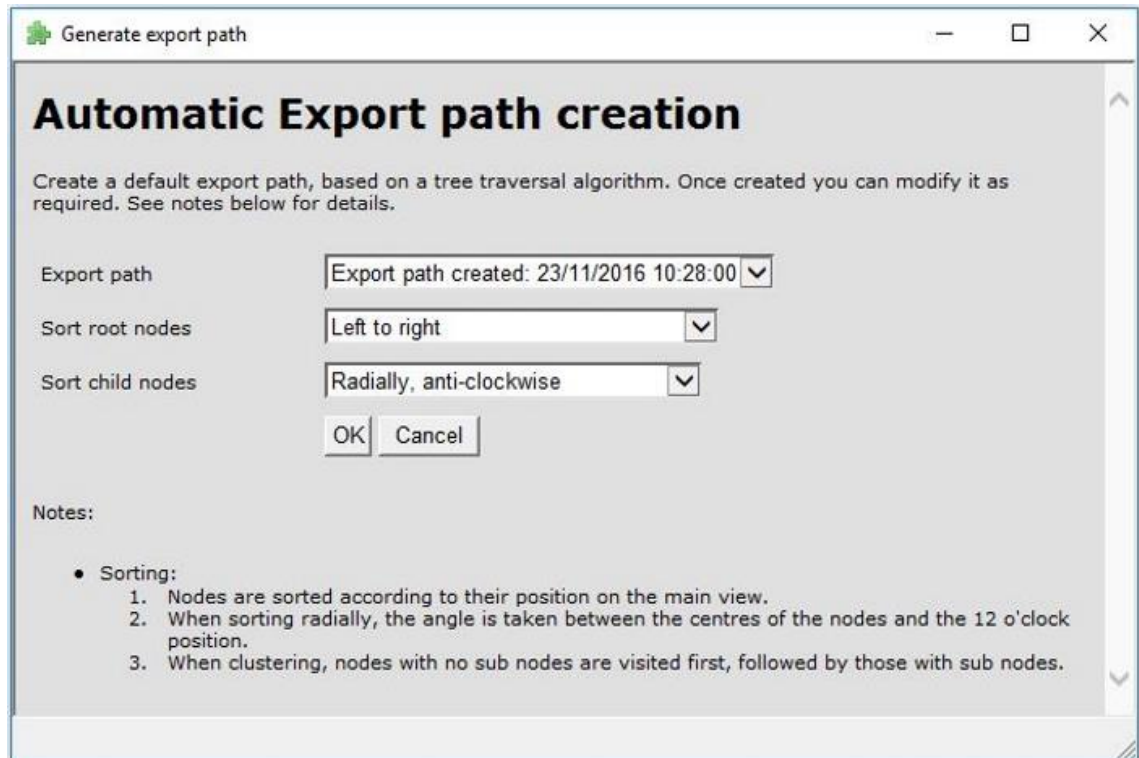 Generate export path
Automatic Export path creation
Create a default export path, based on a tree traversal algorithm. Once created you can modify it as
required. See notes below for details.
Export path Export path created: 23/11/2016 10:28:00
Sort root nodes Left to right
Sort child nodes Radially, anti-clockwise
OK Cancel
Notes:
• Sorting:
1. Nodes are sorted according to their position on the main view.
2. When sorting radially, the angle is taken between the centres of the nodes and the 12 o'clock
position.
3. When clustering, nodes with no sub nodes are visited first, followed by those with sub nodes.